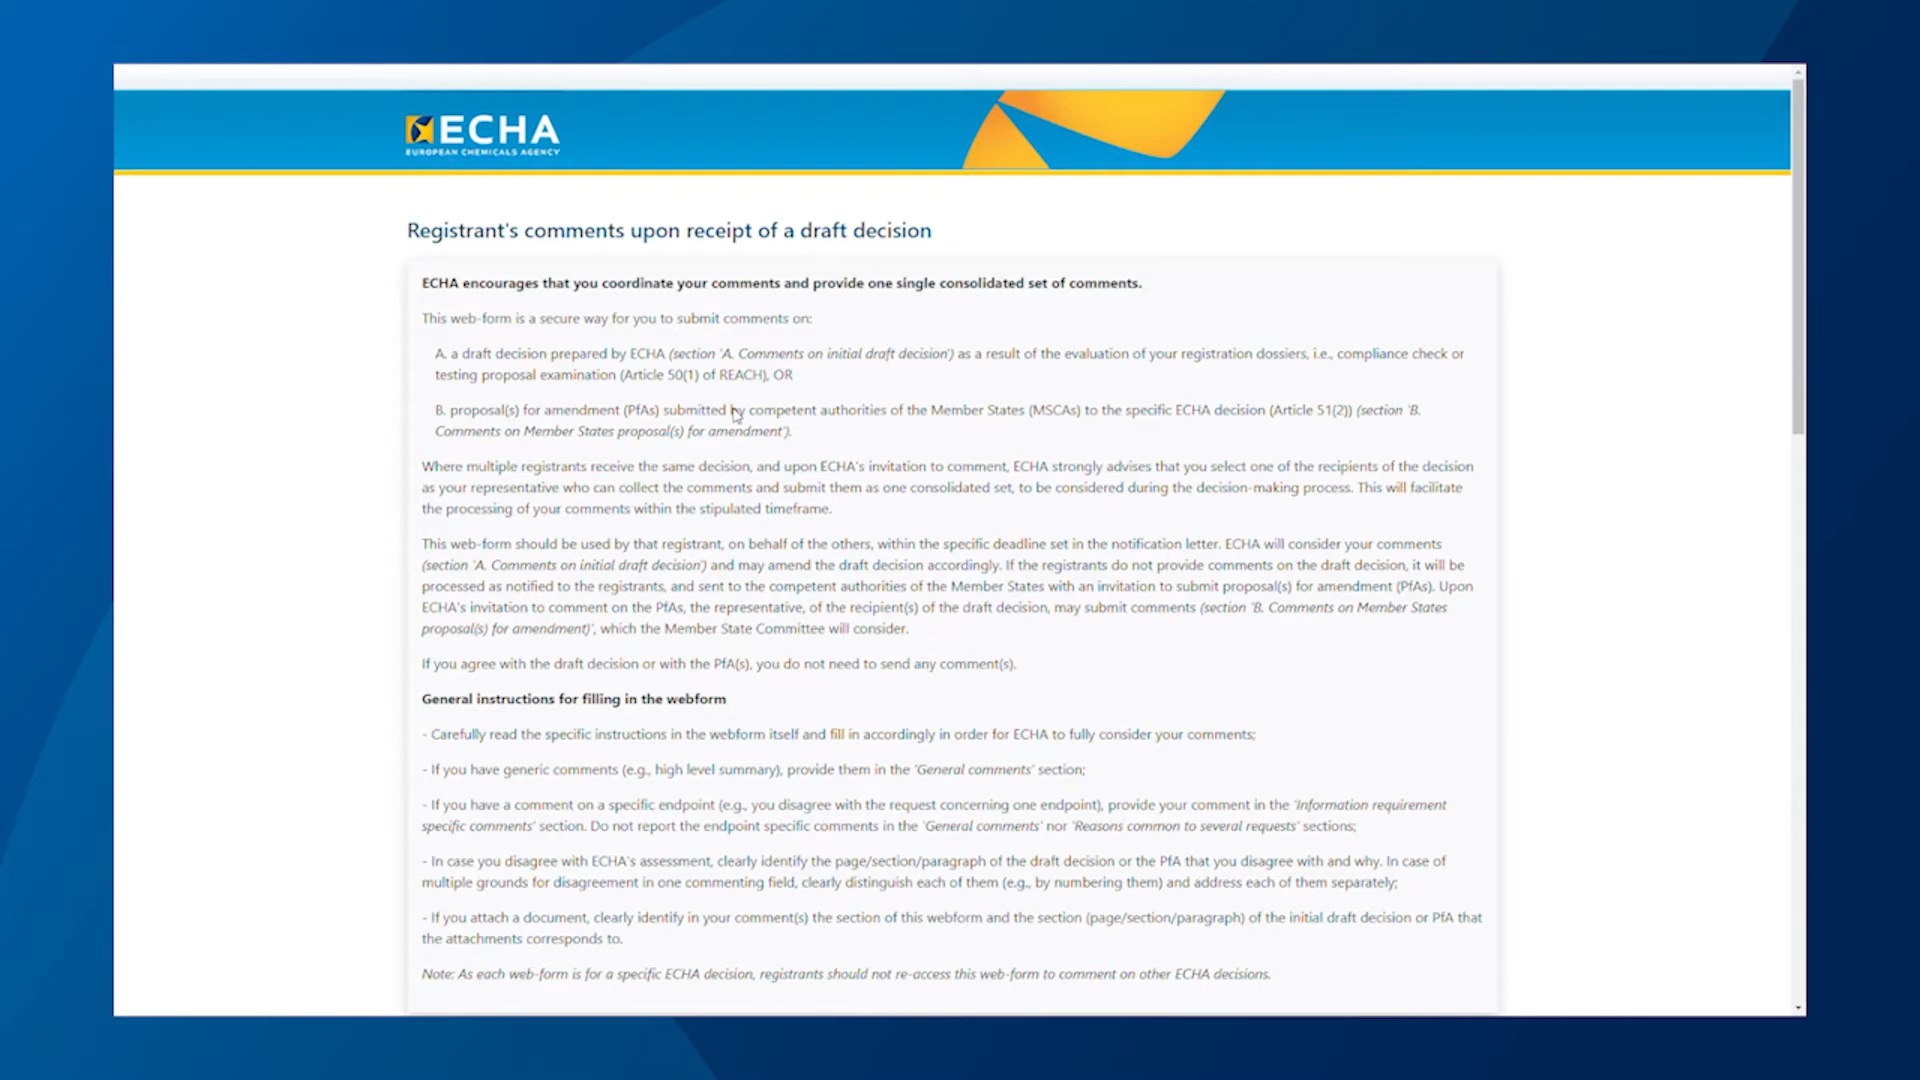 ECHA
EUROPEAN CHEMICALS AGENCY
Registrant's comments upon receipt of a draft decision
ECHA encourages that you coordinate your comments and provide one single consolidated set of comments.
This web-form is a secure way for you to submit comments on:
A. a draft decision prepared by ECHA (section 'A. Comments on initial draft decision') as a result of the evaluation of your registration dossiers, i.e., compliance check or
testing proposal examination (Article 50(1) of REACH), OR
B. proposal(s) for amendment (PfAs) submitted by competent authorities of the Member States (MSCAs) to the specific ECHA decision (Article 51(2)) (section 'B.
Comments on Member States proposal(s) for amendment').
Where multiple registrants receive the same decision, and upon ECHA's invitation to comment, ECHA strongly advises that you select one of the recipients of the decision
as your representative who can collect the comments and submit them as one consolidated set, to be considered during the decision-making process. This will facilitate
the processing of your comments within the stipulated timeframe.
This web-form should be used by that registrant, on behalf of the others, within the specific deadline set in the notification letter. ECHA will consider your comments
(section 'A. Comments on initial draft decision') and may amend the draft decision accordingly. If the registrants do not provide comments on the draft decision, it will be
processed as notified to the registrants, and sent to the competent authorities of the Member States with an invitation to submit proposal(s) for amendment (PfAs). Upon
ECHA's invitation to comment on the PfAs, the representative, of the recipient(s) of the draft decision, may submit comments (section 'B. Comments on Member States
proposal(s) for amendment)', which the Member State Committee will consider.
If you agree with the draft decision or with the PfA(s), you do not need to send any comment(s).
General instructions for filling in the webform
- Carefully read the specific instructions in the webform itself and fill in accordingly in order for ECHA to fully consider your comments;
- If you have generic comments (e.g., high level summary), provide them in the 'General comments' section;
- If you have a comment on a specific endpoint (e.g., you disagree with the request concerning one endpoint), provide your comment in the 'Information requirement
specific comments' section. Do not report the endpoint specific comments in the 'General comments' nor 'Reasons common to several requests' sections;
- In case you disagree with ECHA's assessment, clearly identify the page/section/paragraph of the draft decision or the PfA that you disagree with and why. In case of
multiple grounds for disagreement in one commenting field, clearly distinguish each of them (e.g., by numbering them) and address each of them separately;
- If you attach a document, clearly identify in your comment(s) the section of this webform and the section (page/section/paragraph) of the initial draft decision or PfA that
the attachments corresponds to.
Note: As each web-form is for a specific ECHA decision, registrants should not re-access this web-form to comment on other ECHA decisions.